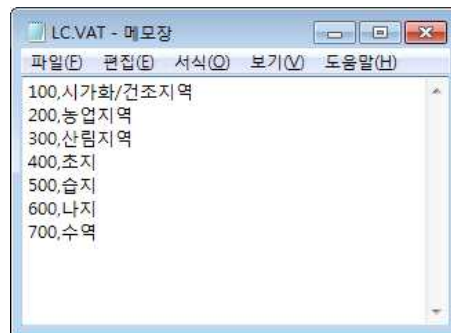 LC.VAT - 메모장
파일(F) 편집(E) 서식(O) 보기(V) 도움말(H)
100,시가화/건조지역
200,농업지역
300,산림지역
400,초지
500,습지
600,나지
700,수역